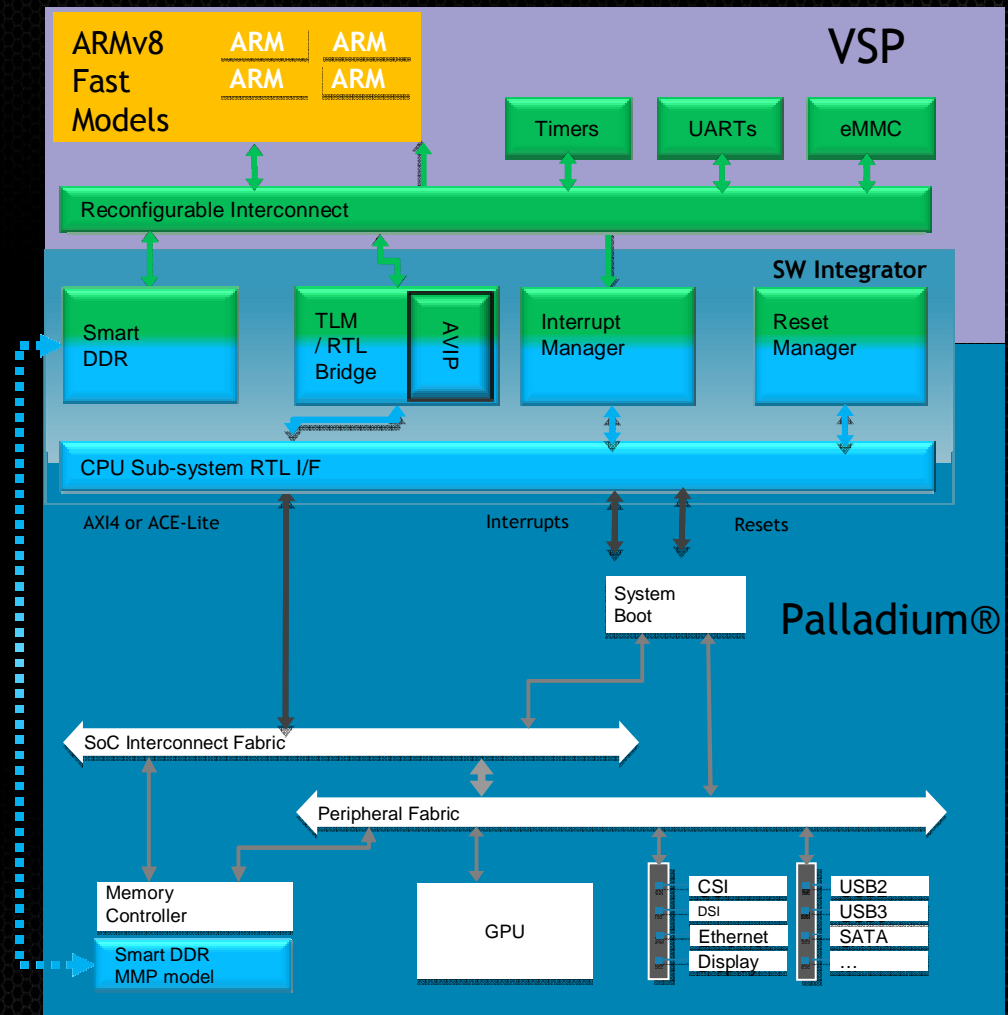 ARMv8
Fast
Models
ARM ARM
ARM ARM
VSP
Timers
UARTs
eMMC
Reconfigurable Interconnect
SW Integrator
Smart
DDR
TLM
/ RTL
Bridge
AVIP
Interrupt
Manager
Reset
Manager
CPU Sub-system RTL I/F
AXI4 or ACE-Lite
Interrupts
Resets
System
Boot
Palladium®
SoC Interconnect Fabric
Peripheral Fabric
Memory
Controller
Smart DDR
MMP model
GPU
CSI
DSI
Ethernet
Display
USB2
USB3
SATA
…